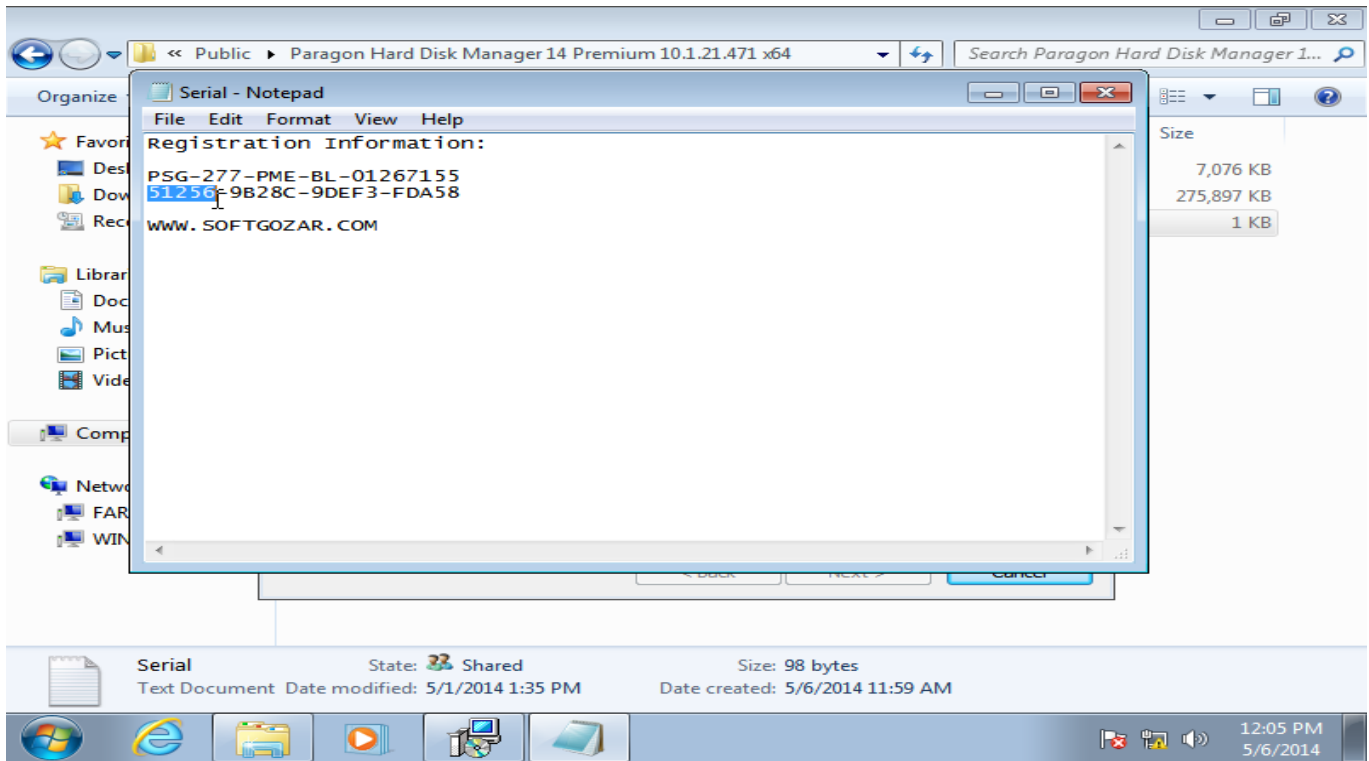 « Public ▸ Paragon Hard Disk Manager 14 Premium 10.1.21.471 x64
Search Paragon Hard Disk Manager 1...
Organize
Serial - Notepad
File Edit Format View Help
Registration Information:
PSG-277-PME-BL-01267155
51256-9B28C-9DEF3-FDA58
WWW.SOFTGOZAR.COM
Favori
Desk
Dow
Rece
Librar
Doc
Mus
Pict
Vide
Comp
Netwo
FAR
WIN
Size
7,076 KB
275,897 KB
1 KB
< Back Next > Cancel
Serial State: Shared Size: 98 bytes
Text Document Date modified: 5/1/2014 1:35 PM Date created: 5/6/2014 11:59 AM
12:05 PM
5/6/2014